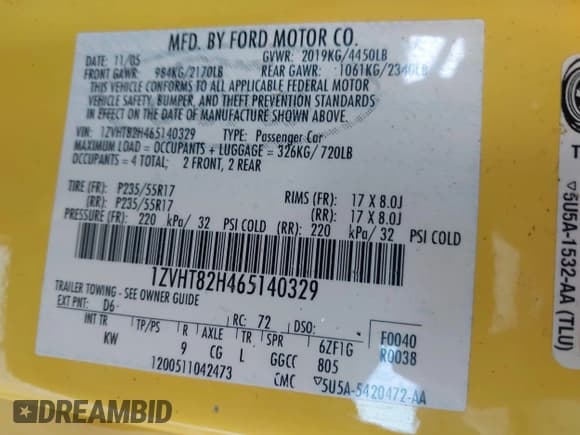 MFD. BY FORD MOTOR CO.
DATE: 11/05 GVWR: 2019KG/4450LB
FRONT GAWR: 984KG/2170LB REAR GAWR: 1061KG/2340LB
THIS VEHICLE CONFORMS TO ALL APPLICABLE FEDERAL MOTOR
VEHICLE SAFETY, BUMPER, AND THEFT PREVENTION STANDARDS
IN EFFECT ON THE DATE OF MANUFACTURE SHOWN ABOVE
VIN: 1ZVHT82H465140329 TYPE: Passenger Car
MAXIMUM LOAD = OCCUPANTS + LUGGAGE = 326KG/720LB
OCCUPANTS = 4 TOTAL: 2 FRONT, 2 REAR
TIRE (FR): P235/55R17 RIMS (FR): 17 X 8.0J
(RR): P235/55R17 (RR): 17 X 8.0J
PRESSURE (FR): 220 kPa/ 32 PSI COLD (RR): 220 kPa/ 32 PSI COLD
1ZVHT82H465140329
TRAILER TOWING - SEE OWNER GUIDE
EXT PNT: D6 RC: 72 DSO:
INT TR TP/PS R AXLE TR SPR 6ZF1G F0040
KW 9 CG L GGCC 805 R0038
1200511042473 CMC ▽5U5A-5420472-AA
▽5U5A-1532-AA (TLU)
DREAMBID